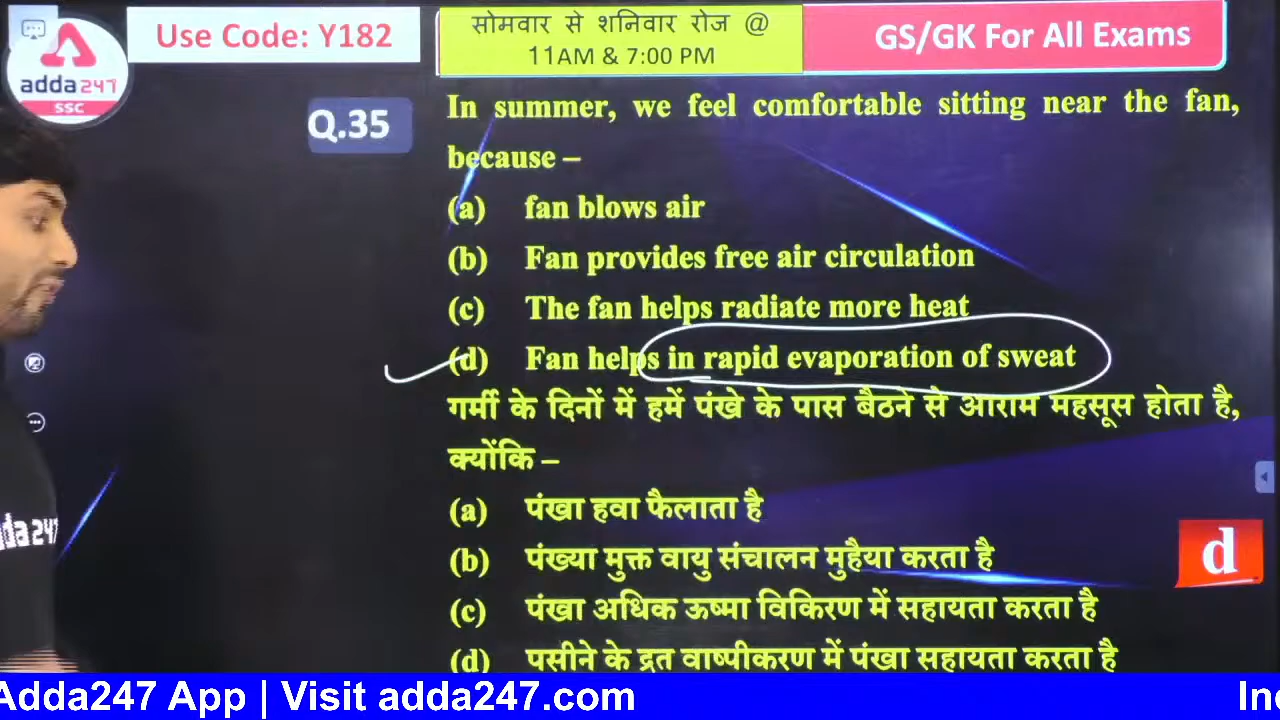 adda247
SSC
Use Code: Y182
सोमवार से शनिवार रोज @
11AM & 7:00 PM
GS/GK For All Exams
Q.35
In summer, we feel comfortable sitting near the fan,
because –
(a) fan blows air
(b) Fan provides free air circulation
(c) The fan helps radiate more heat
(d) Fan helps in rapid evaporation of sweat
गर्मी के दिनों में हमें पंखे के पास बैठने से आराम महसूस होता है,
क्योंकि –
(a) पंखा हवा फैलाता है
(b) पंख्या मुक्त वायु संचालन मुहैया करता है
(c) पंखा अधिक ऊष्मा विकिरण में सहायता करता है
(d) पसीने के द्रुत वाष्पीकरण में पंखा सहायता करता है
d
da247
Adda247 App | Visit adda247.com